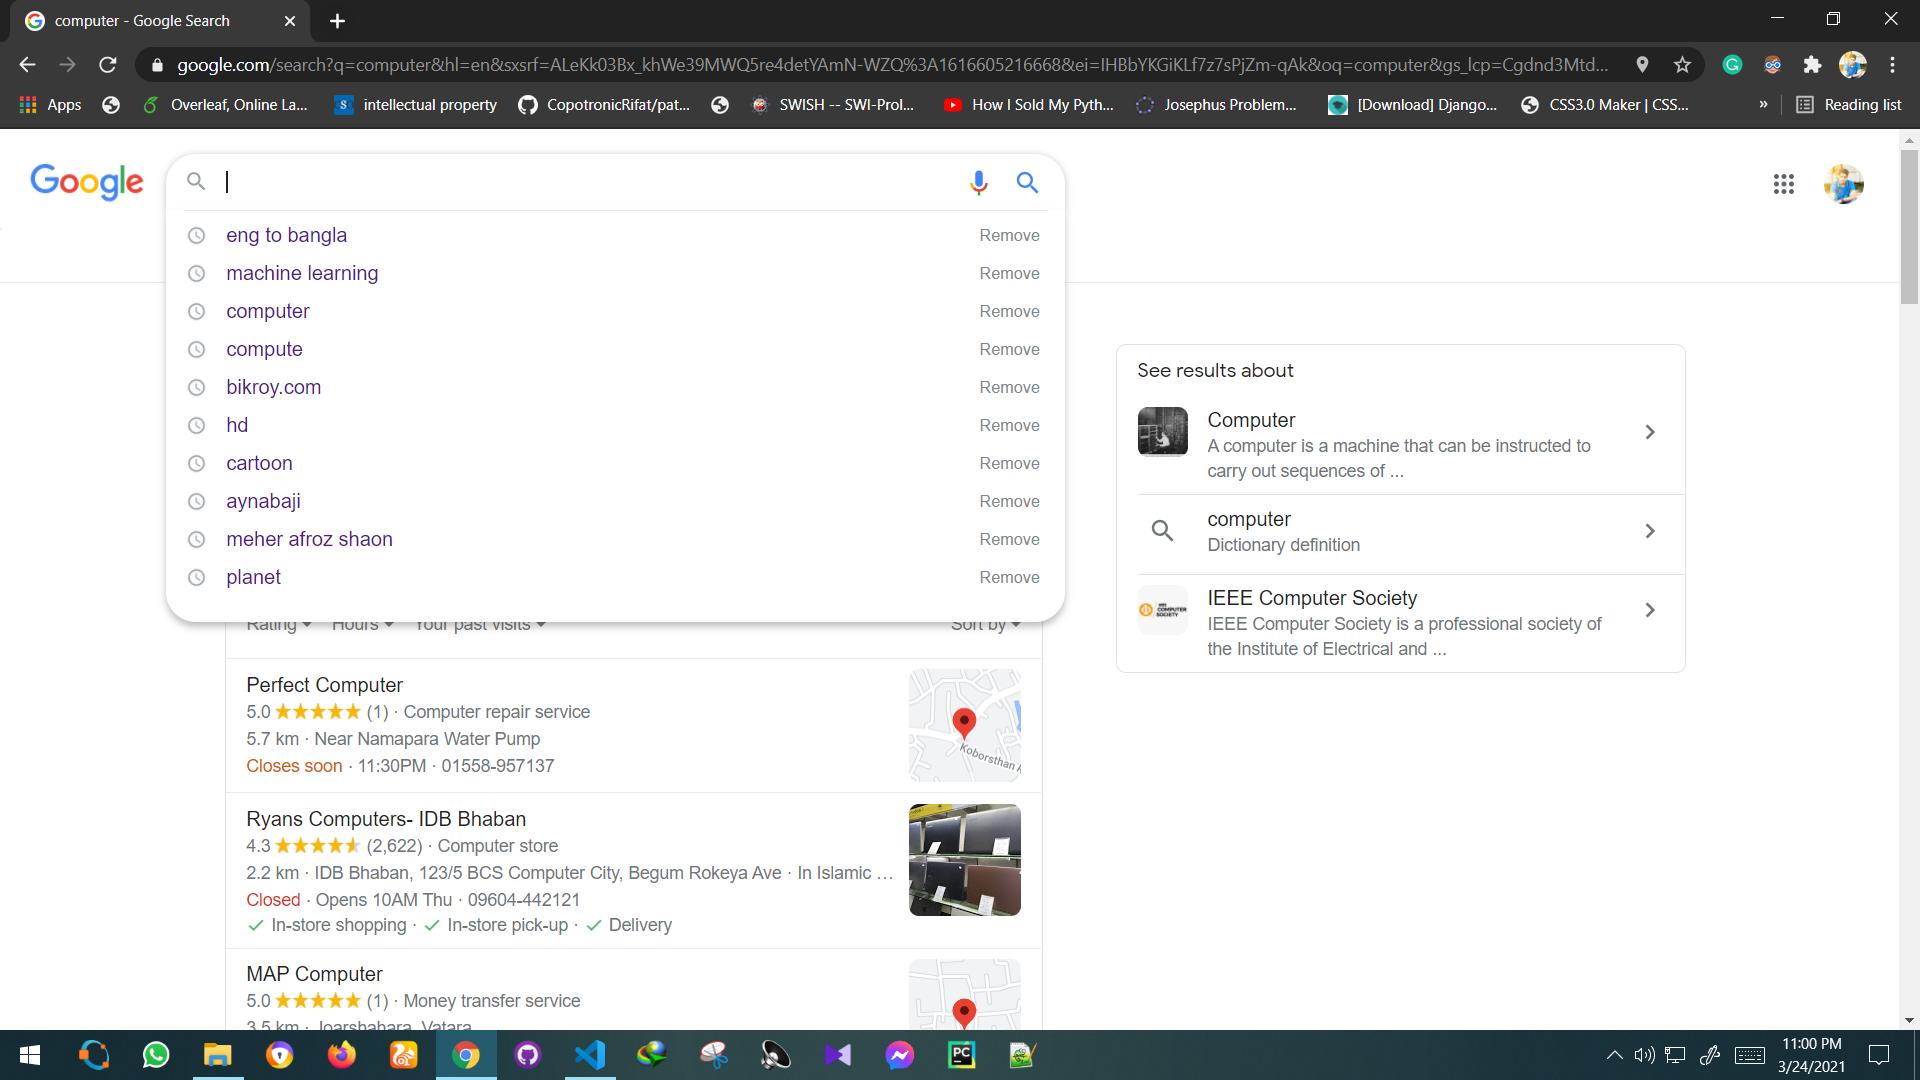 computer - Google Search
google.com/search?q=computer&hl=en&sxsrf=ALeKk03Bx_khWe39MWQ5re4detYAmN-WZQ%3A1616605216668&ei=IHBbYKGiKLf7z7sPjZm-qAk&oq=computer&gs_lcp=Cgdnd3Mtd...
Apps Overleaf, Online La... intellectual property CopotronicRifat/pat... SWISH -- SWI-Prol... How I Sold My Pyth... Josephus Problem... [Download] Django... CSS3.0 Maker | CSS... » Reading list
Google
eng to bangla Remove
machine learning Remove
computer Remove
compute Remove
bikroy.com Remove
hd Remove
cartoon Remove
aynabaji Remove
meher afroz shaon Remove
planet Remove
Rating Hours Your past visits Sort by
Perfect Computer
5.0 (1) · Computer repair service
5.7 km · Near Namapara Water Pump
Closes soon · 11:30PM · 01558-957137
Koborsthan
Ryans Computers- IDB Bhaban
4.3 (2,622) · Computer store
2.2 km · IDB Bhaban, 123/5 BCS Computer City, Begum Rokeya Ave · In Islamic ...
Closed · Opens 10AM Thu · 09604-442121
In-store shopping · In-store pick-up · Delivery
MAP Computer
5.0 (1) · Money transfer service
3.5 km · Joarshahara, Vatara
See results about
Computer
A computer is a machine that can be instructed to
carry out sequences of ...
computer
Dictionary definition
IEEE Computer Society
IEEE Computer Society is a professional society of
the Institute of Electrical and ...
COMPUTER
SOCIETY
PC
11:00 PM
3/24/2021